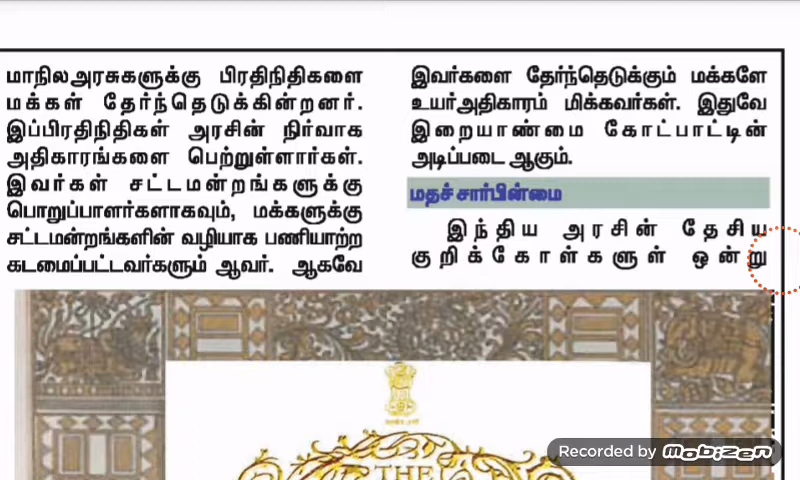 மாநிலஅரசுகளுக்கு பிரதிநிதிகளை
மக்கள் தேர்ந்தெடுக்கின்றனர்.
இப்பிரதிநிதிகள் அரசின் நிர்வாக
அதிகாரங்களை பெற்றுள்ளார்கள்.
இவர்கள் சட்டமன்றங்களுக்கு
பொறுப்பாளர்களாகவும், மக்களுக்கு
சட்டமன்றங்களின் வழியாக பணியாற்ற
கடமைப்பட்டவர்களும் ஆவர். ஆகவே
இவர்களை தேர்ந்தெடுக்கும் மக்களே
உயர்அதிகாரம் மிக்கவர்கள். இதுவே
இறையாண்மை கோட்பாட்டின்
அடிப்படை ஆகும்.
மதச் சார்பின்மை
இந்திய அரசின் தேசிய
குறிக்கோள்களுள் ஒன்று
THE
Recorded by mobizen